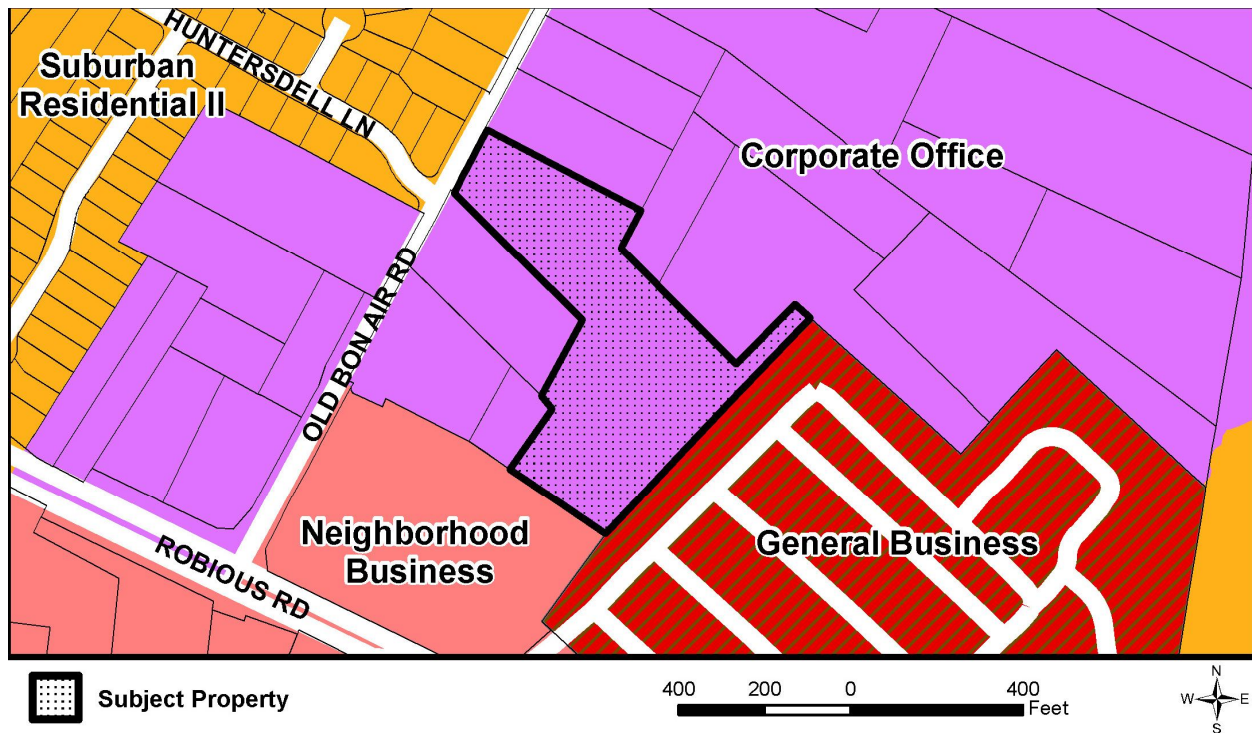 HUNTERSDELL LN
Suburban
Residential II
Corporate Office
OLD BON AIR RD
Neighborhood
Business
General Business
ROBIOUS RD
Subject Property
400 200 0 400
Feet
N
W E
S